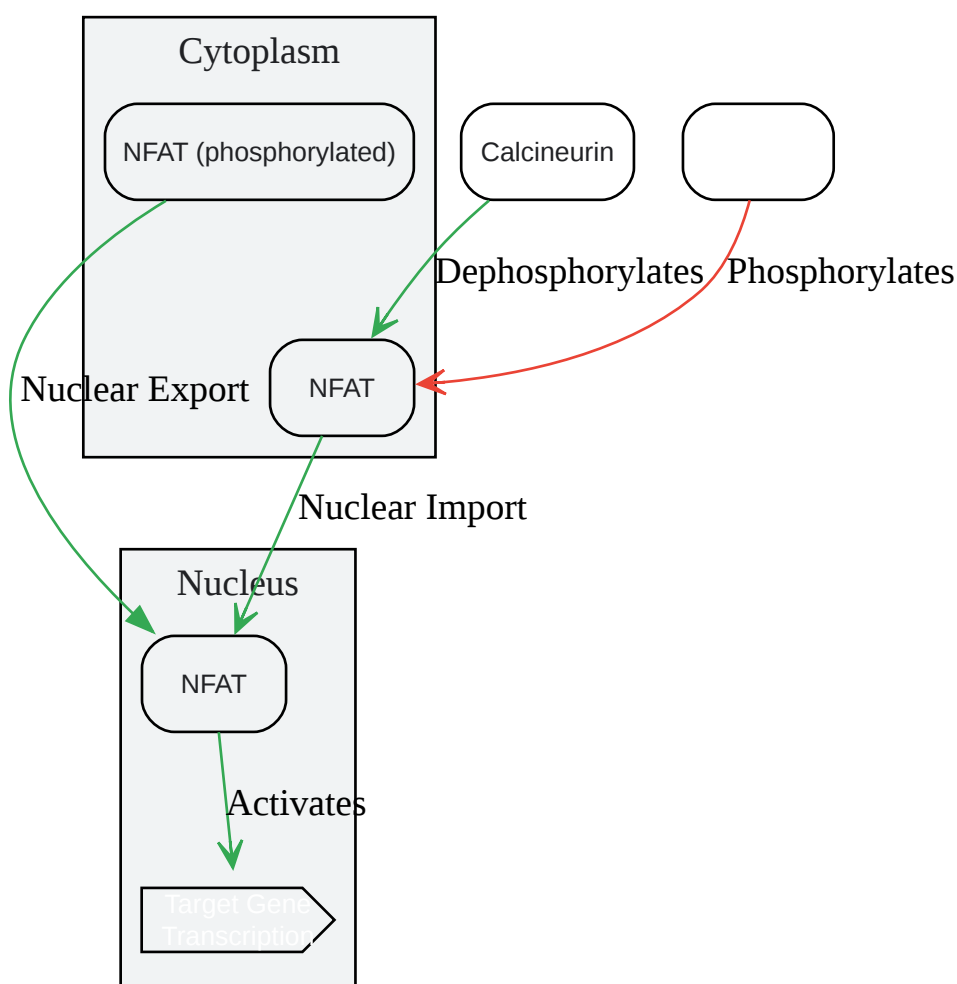 Cytoplasm
NFAT (phosphorylated)
Calcineurin
Dephosphorylates
Phosphorylates
Nuclear Export
NFAT
Nuclear Import
Nucleus
NFAT
Activates
Target Gene
Transcription